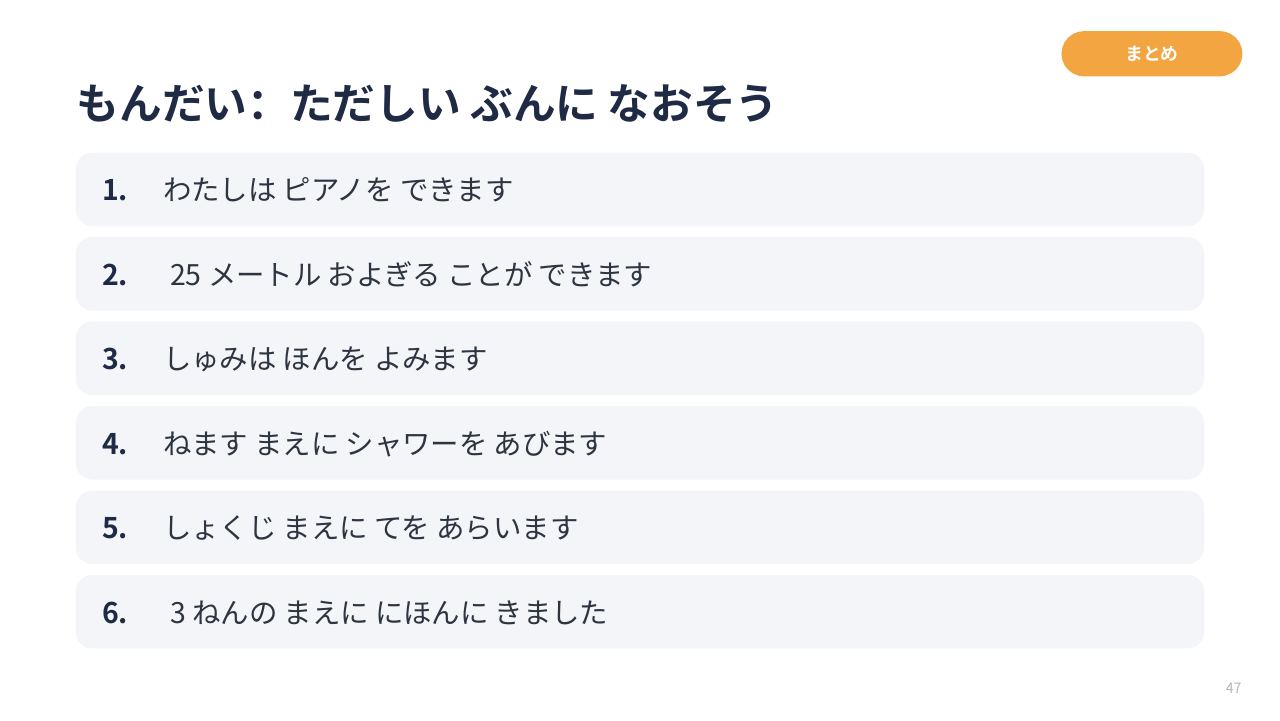 まとめ
もんだい：ただしい ぶんに なおそう
1. わたしは ピアノを できます
2. 25 メートル およぎる ことが できます
3. しゅみは ほんを よみます
4. ねます まえに シャワーを あびます
5. しょくじ まえに てを あらいます
6. 3 ねんの まえに にほんに きました
47